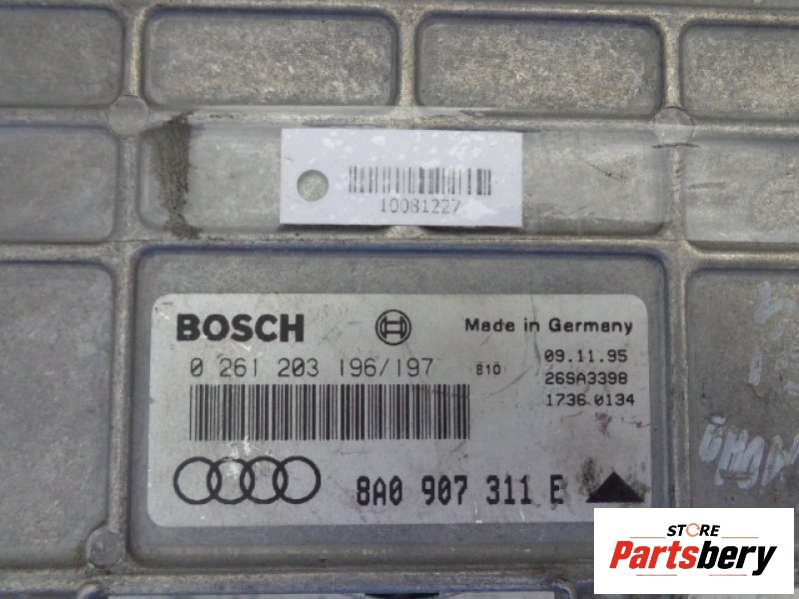 10081227
BOSCH
Made in Germany
0 261 203 196/197
810
09.11.95
26SA3398
1736 0134
8A0 907 311 E
STORE
Partsbery